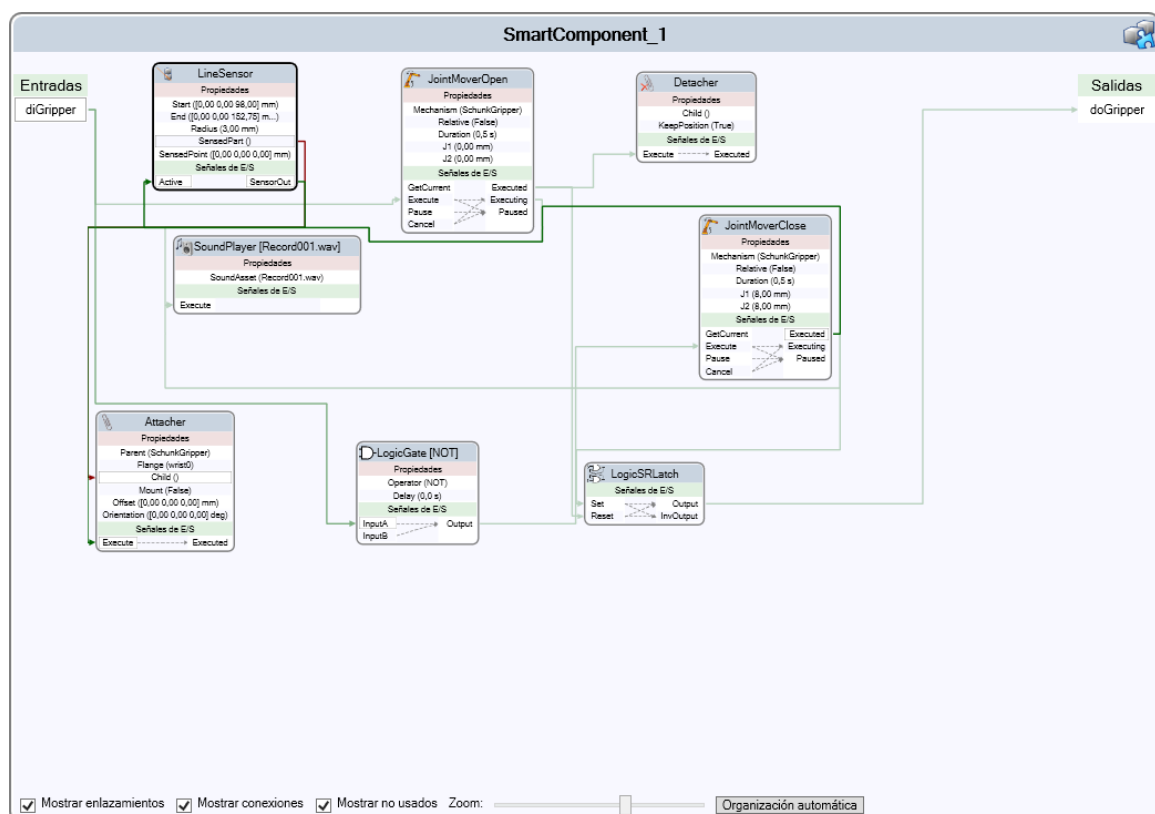 SmartComponent_1
Entradas
diGripper
Salidas
doGripper
LineSensor
Propiedades
Start ([0,00 0,00 98,00] mm)
End ([0,00 0,00 152,75] m...)
Radius (3,00 mm)
SensedPart ()
SensedPoint ([0,00 0,00 0,00] mm)
Señales de E/S
Active SensorOut
JointMoverOpen
Propiedades
Mechanism (SchunkGripper)
Relative (False)
Duration (0,5 s)
J1 (0,00 mm)
J2 (0,00 mm)
Señales de E/S
GetCurrent Executed
Execute Executing
Pause Paused
Cancel
Detacher
Propiedades
Child ()
KeepPosition (True)
Señales de E/S
Execute Executed
SoundPlayer [Record001.wav]
Propiedades
SoundAsset (Record001.wav)
Señales de E/S
Execute
JointMoverClose
Propiedades
Mechanism (SchunkGripper)
Relative (False)
Duration (0,5 s)
J1 (8,00 mm)
J2 (8,00 mm)
Señales de E/S
GetCurrent Executed
Execute Executing
Pause Paused
Cancel
Attacher
Propiedades
Parent (SchunkGripper)
Flange (wrist0)
Child ()
Mount (False)
Offset ([0,00 0,00 0,00] mm)
Orientation ([0,00 0,00 0,00] deg)
Señales de E/S
Execute Executed
LogicGate [NOT]
Propiedades
Operator (NOT)
Delay (0,0 s)
Señales de E/S
InputA Output
InputB
LogicSRLatch
Señales de E/S
Set Output
Reset InvOutput
Mostrar enlazamientos Mostrar conexiones Mostrar no usados Zoom: Organización automática